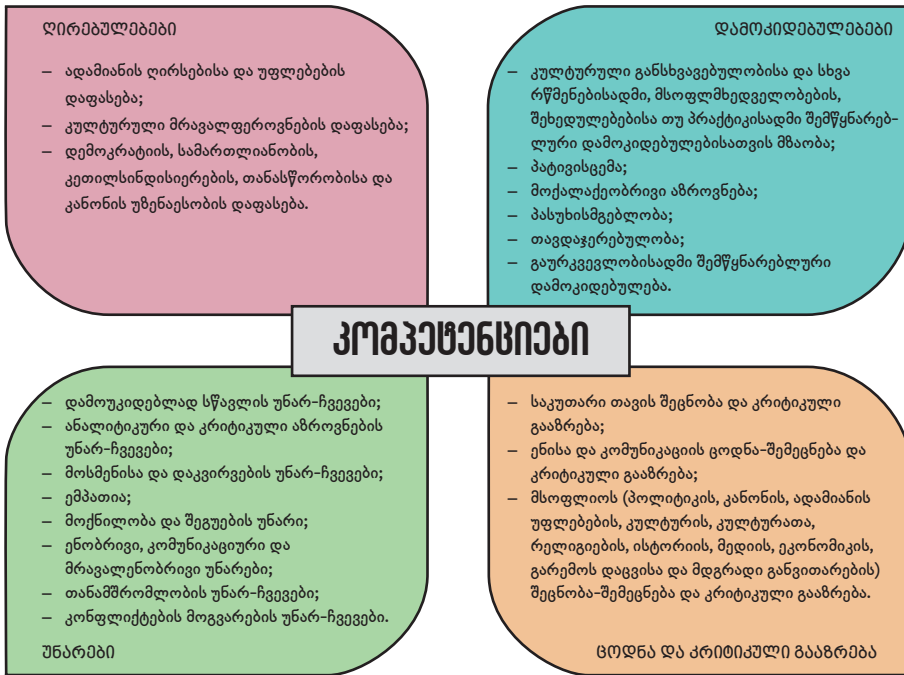 ღირებულებები
– ადამიანის ღირსებისა და უფლებების
დაფასება;
– კულტურული მრავალფეროვნების დაფასება;
– დემოკრატიის, სამართლიანობის,
კეთილსინდისიერების, თანასწორობისა და
კანონის უზენაესობის დაფასება.
დამოკიდებულებები
– კულტურული განსხვავებულობისა და სხვა
რწმენებისადმი, მსოფლმხედველობების,
შეხედულებებისა თუ პრაქტიკისადმი შემწყნარებ-
ლური დამოკიდებულებისათვის მზაობა;
– პატივისცემა;
– მოქალაქეობრივი აზროვნება;
– პასუხისმგებლობა;
– თავდაჯერებულობა;
– გაურკვევლობისადმი შემწყნარებლური
დამოკიდებულება.
კომპეტენციები
– დამოუკიდებლად სწავლის უნარ-ჩვევები;
– ანალიტიკური და კრიტიკული აზროვნების
უნარ-ჩვევები;
– მოსმენისა და დაკვირვების უნარ-ჩვევები;
– ემპათია;
– მოქნილობა და შეგუების უნარი;
– ენობრივი, კომუნიკაციური და
მრავალენობრივი უნარები;
– თანამშრომლობის უნარ-ჩვევები;
– კონფლიქტების მოგვარების უნარ-ჩვევები.
უნარები
– საკუთარი თავის შეცნობა და კრიტიკული
გააზრება;
– ენისა და კომუნიკაციის ცოდნა-შემეცნება და
კრიტიკული გააზრება;
– მსოფლიოს (პოლიტიკის, კანონის, ადამიანის
უფლებების, კულტურის, კულტურათა,
რელიგიების, ისტორიის, მედიის, ეკონომიკის,
გარემოს დაცვისა და მდგრადი განვითარების)
შეცნობა-შემეცნება და კრიტიკული გააზრება.
ცოდნა და კრიტიკული გააზრება